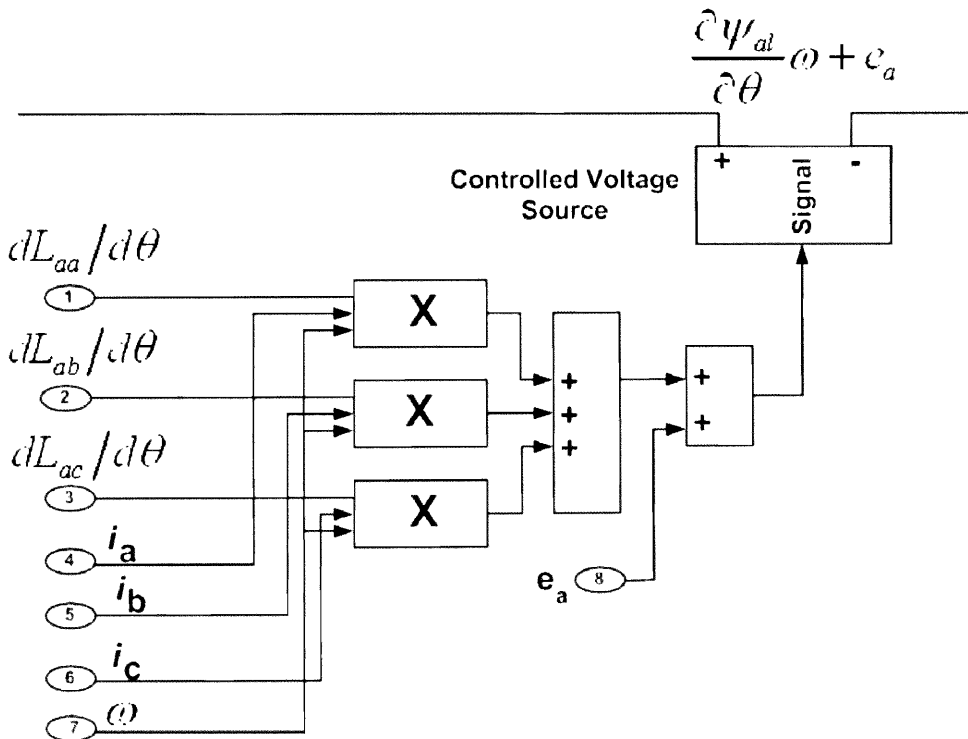 ∂ψ_al/∂θ ω + e_a
+ -
Signal
Controlled Voltage
Source
dL_aa/dθ
1
X
dL_ab/dθ
2
X
+
+
+
+
+
dL_ac/dθ
3
X
4 i_a
e_a 8
5 i_b
6 i_c
7 ω